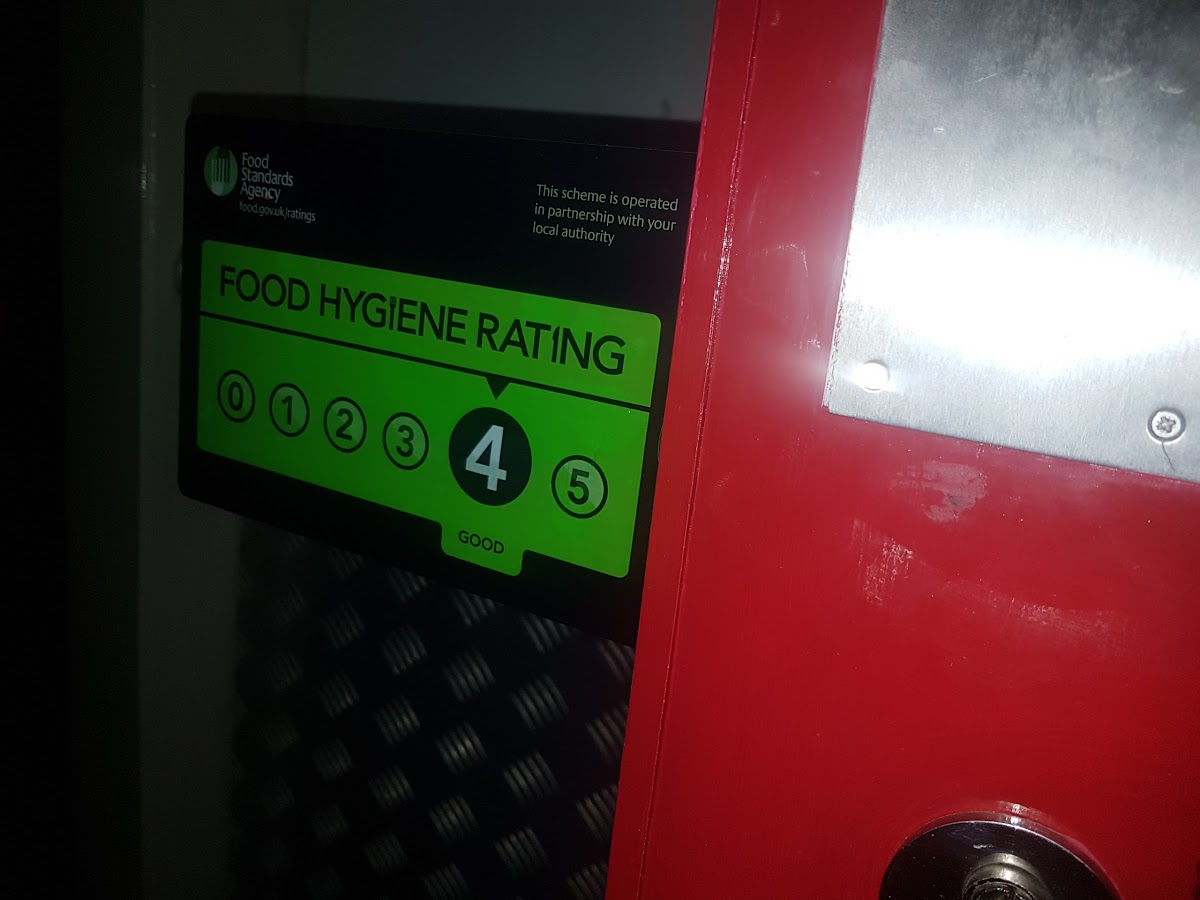 Food
Standards
Agency
food.gov.uk/ratings
This scheme is operated
in partnership with your
local authority
FOOD HYGIENE RATING
0 1 2 3 4 5
GOOD